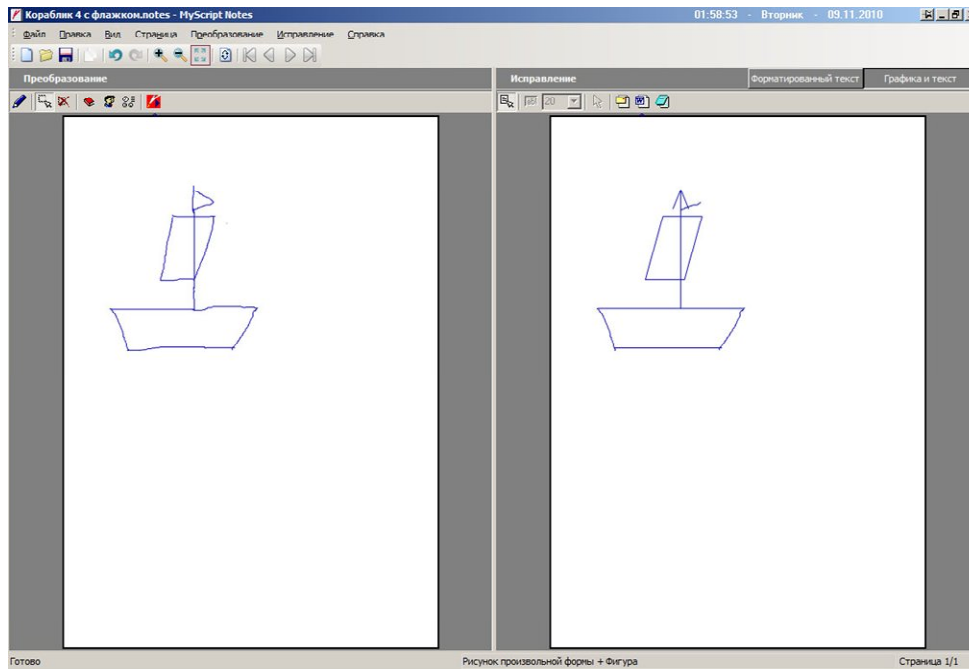 Кораблик 4 с флажком.notes - MyScript Notes 01:58:53 - Вторник - 09.11.2010
Файл Правка Вид Страница Преобразование Исправление Справка
Преобразование Исправление Форматированный текст Графика и текст
20
Готово Рисунок произвольной формы + Фигура Страница 1/1